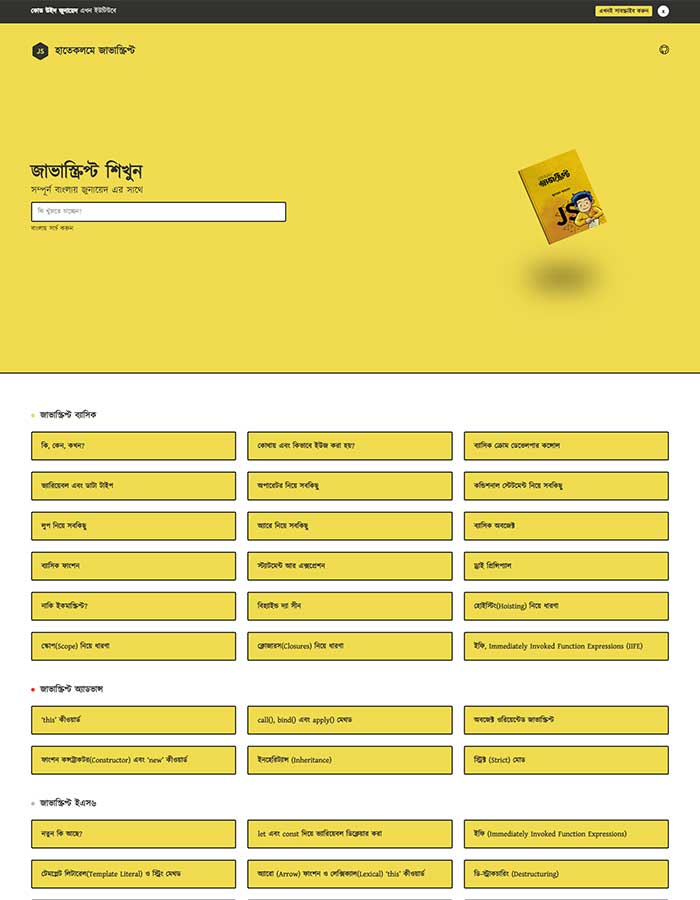 কোড উইথ জুনায়েদ এখন ইউটিউবে
এখনই সাবস্ক্রাইব করুন
x
JS
হাতেকলমে জাভাস্ক্রিপ্ট
জাভাস্ক্রিপ্ট শিখুন
সম্পূর্ন বাংলায় জুনায়েদ এর সাথে
কি খুঁজতে চাচ্ছেন?
বাংলায় সার্চ করুন
জাভাস্ক্রিপ্ট
JS
জাভাস্ক্রিপ্ট ব্যাসিক
কি, কেন, কখন?
কোথায় এবং কিভাবে ইউজ করা হয়?
ব্যাসিক ক্রোম ডেভেলপার কন্সোল
ভ্যারিয়েবল এবং ডাটা টাইপ
অপারেটর নিয়ে সবকিছু
কন্ডিশনাল স্টেটমেন্ট নিয়ে সবকিছু
লুপ নিয়ে সবকিছু
অ্যারে নিয়ে সবকিছু
ব্যাসিক অবজেক্ট
ব্যাসিক ফাংশন
স্ট্যাটমেন্ট আর এক্সপ্রেশন
ড্রাই প্রিন্সিপ্যাল
নাকি ইকমাস্ক্রিপ্ট?
বিহাইন্ড দ্যা সীন
হোইস্টিং(Hoisting) নিয়ে ধারণা
স্কোপ(Scope) নিয়ে ধারণা
ক্লোজারস(Closures) নিয়ে ধারণা
ইফি, Immediately Invoked Function Expressions (IIFE)
জাভাস্ক্রিপ্ট অ্যাডভান্স
‘this’ কীওয়ার্ড
call(), bind() এবং apply() মেথড
অবজেক্ট ওরিয়েন্টেড জাভাস্ক্রিপ্ট
ফাংশন কন্সট্রাকটর(Constructor) এবং ‘new’ কীওয়ার্ড
ইনহেরিট্যান্স (Inheritance)
স্ট্রিক্ট (Strict) মোড
জাভাস্ক্রিপ্ট ইএস৬
নতুন কি আছে?
let এবং const দিয়ে ভ্যারিয়েবল ডিক্লেয়ার করা
ইফি (Immediately Invoked Function Expressions)
টেমপ্লেট লিটারেল(Template Literal) ও স্ট্রিং মেথড
অ্যারো (Arrow) ফাংশন ও লেক্সিক্যাল(Lexical) ‘this’ কীওয়ার্ড
ডি-স্ট্রাকচারিং (Destructuring)